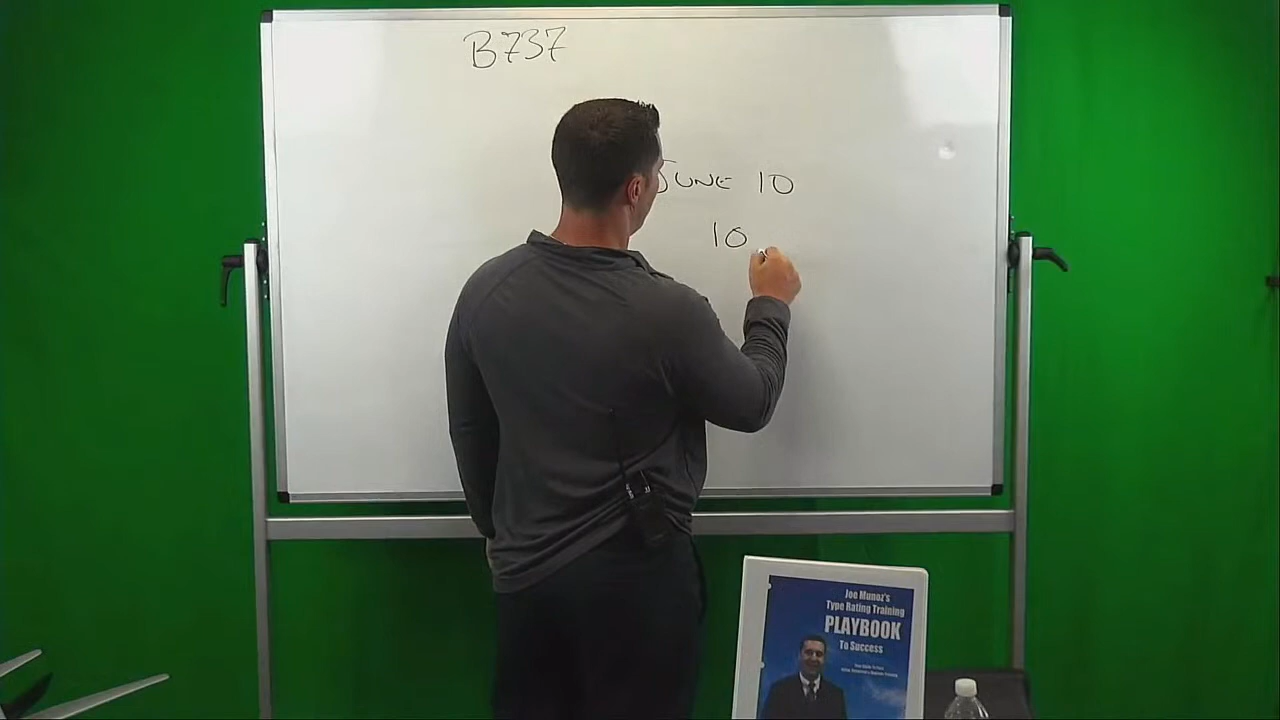 B737
JUNE 10
10
Joe Munoz's
Type Rating Training
PLAYBOOK
To Success